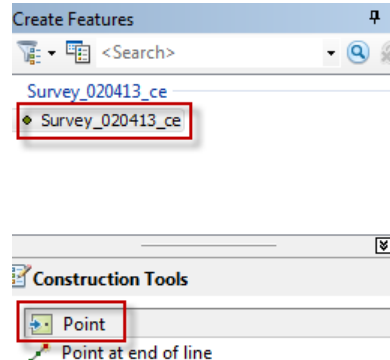 Create Features
<Search>
Survey_020413_ce
Survey_020413_ce
Construction Tools
Point
Point at end of line